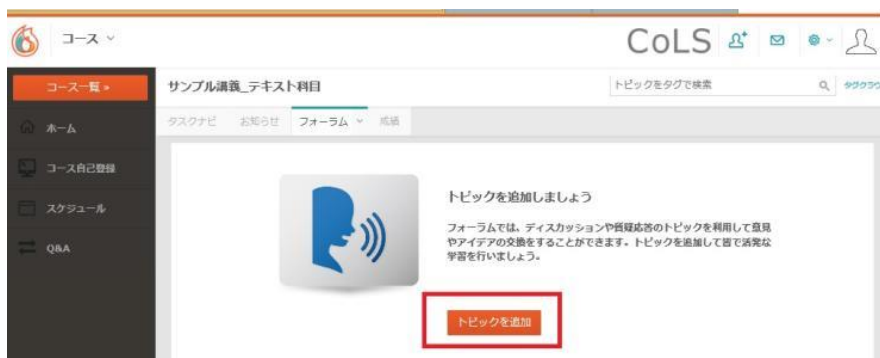 コース
CoLS
コース一覧 »
サンプル講義_テキスト科目
トピックをタグで検索
タグクラウ
ホーム
タスクナビ
お知らせ
フォーラム
成績
コース自己登録
スケジュール
Q&A
トピックを追加しましょう
フォーラムでは、ディスカッションや質疑応答のトピックを利用して意見
やアイデアの交換をすることができます。トピックを追加して皆で活発な
学習を行いましょう。
トピックを追加